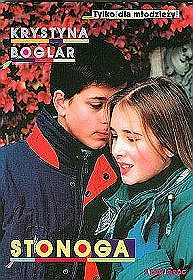 Tylko dla młodzieży!
KRYSTYNA
BOGLAR
STONOGA